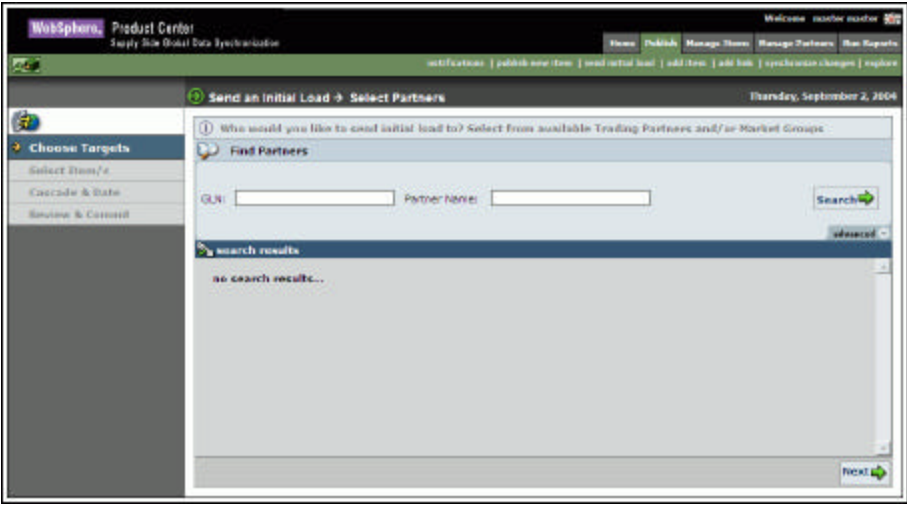 WebSphere. Product Center
Supply Side Global Data Synchronization
Welcome master master
Home Publish Manage Items Manage Partners Run Reports
notifications | publish new item | send initial load | add item | add link | synchronize changes | explore
Send an Initial Load → Select Partners
Thursday, September 2, 2004
Who would you like to send initial load to? Select from available Trading Partners and/or Market Groups
Choose Targets
Select Item/s
Cascade & Date
Review & Commit
Find Partners
GLN:
Partner Name:
Search
advanced
search results
no search results...
Next